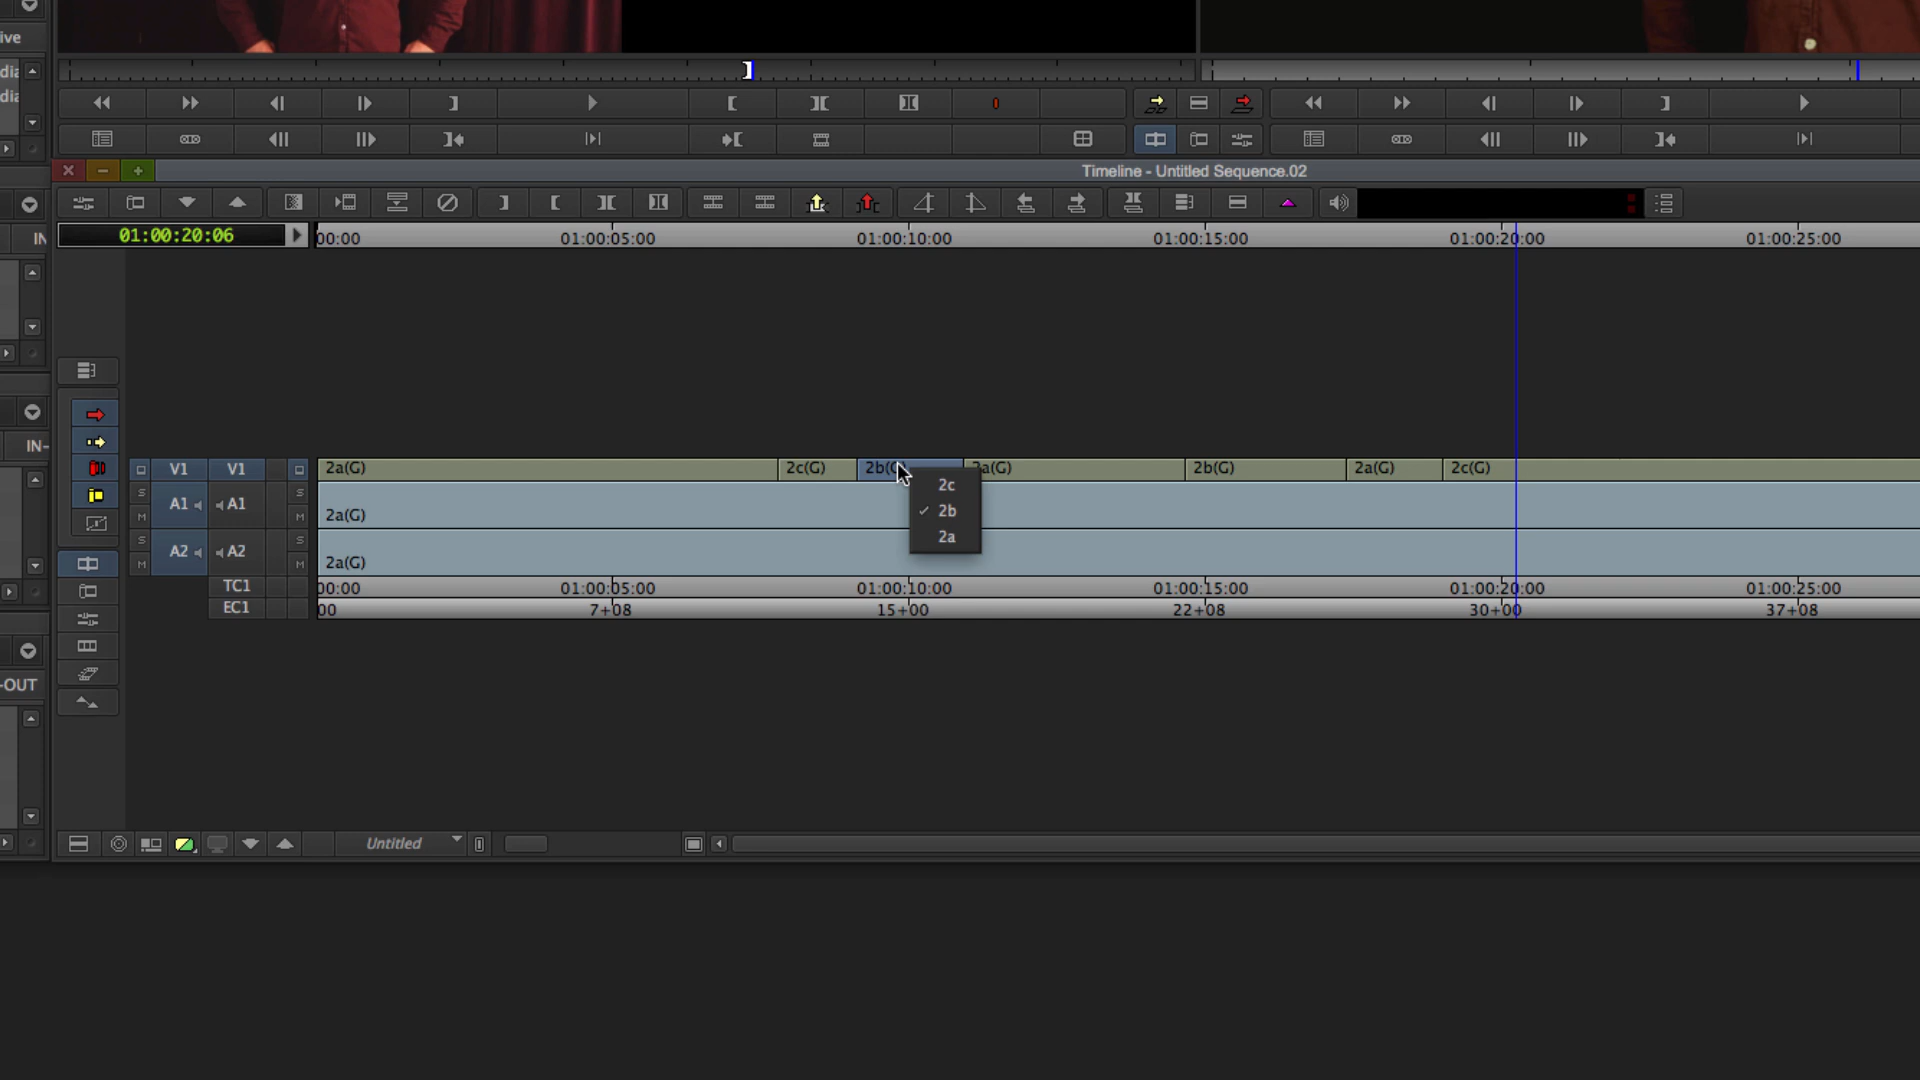 ive
dia
dia
Timeline - Untitled Sequence.02
01:00:20:06
00:00 01:00:05:00 01:00:10:00 01:00:15:00 01:00:20:00 01:00:25:00
IN
IN-
V1 V1 2a(G) 2c(G) 2b(G) 2a(G) 2b(G) 2a(G) 2c(G)
2c
2b
2a
S S
A1 A1 2a(G)
M M
S S
A2 A2 2a(G)
M M
TC1 00:00 01:00:05:00 01:00:10:00 01:00:15:00 01:00:20:00 01:00:25:00
EC1 00 7+08 15+00 22+08 30+00 37+08
-OUT
Untitled